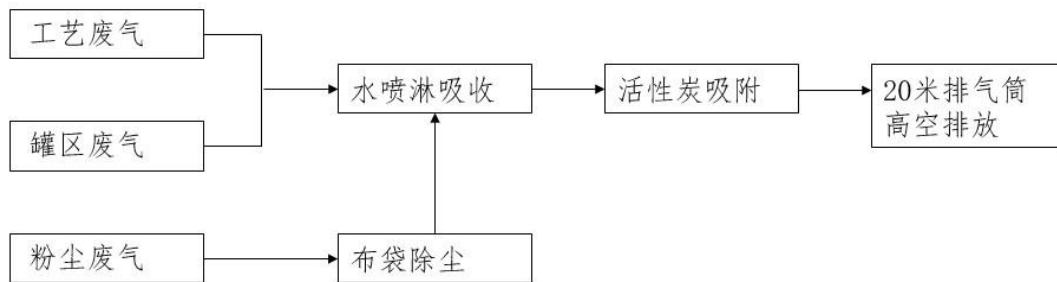 工艺废气
罐区废气
水喷淋吸收
活性炭吸附
20米排气筒
高空排放
粉尘废气
布袋除尘